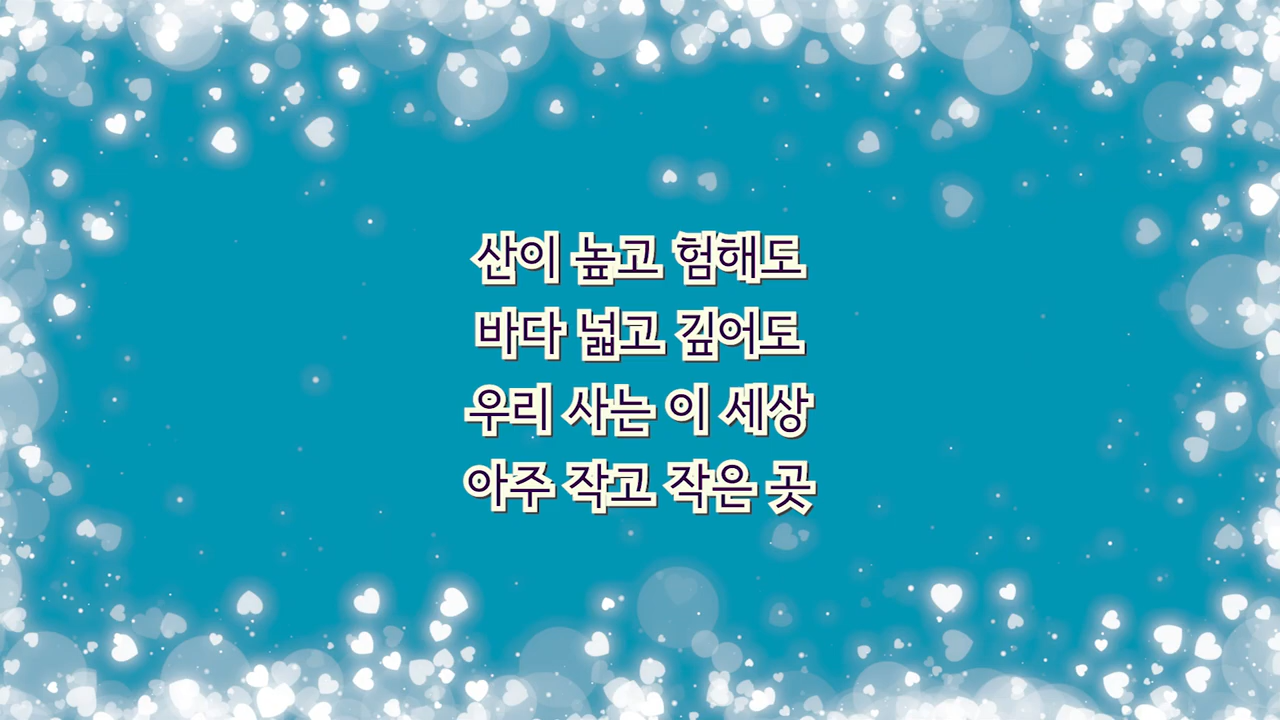 산이 높고 험해도
바다 넓고 깊어도
우리 사는 이 세상
아주 작고 작은 곳